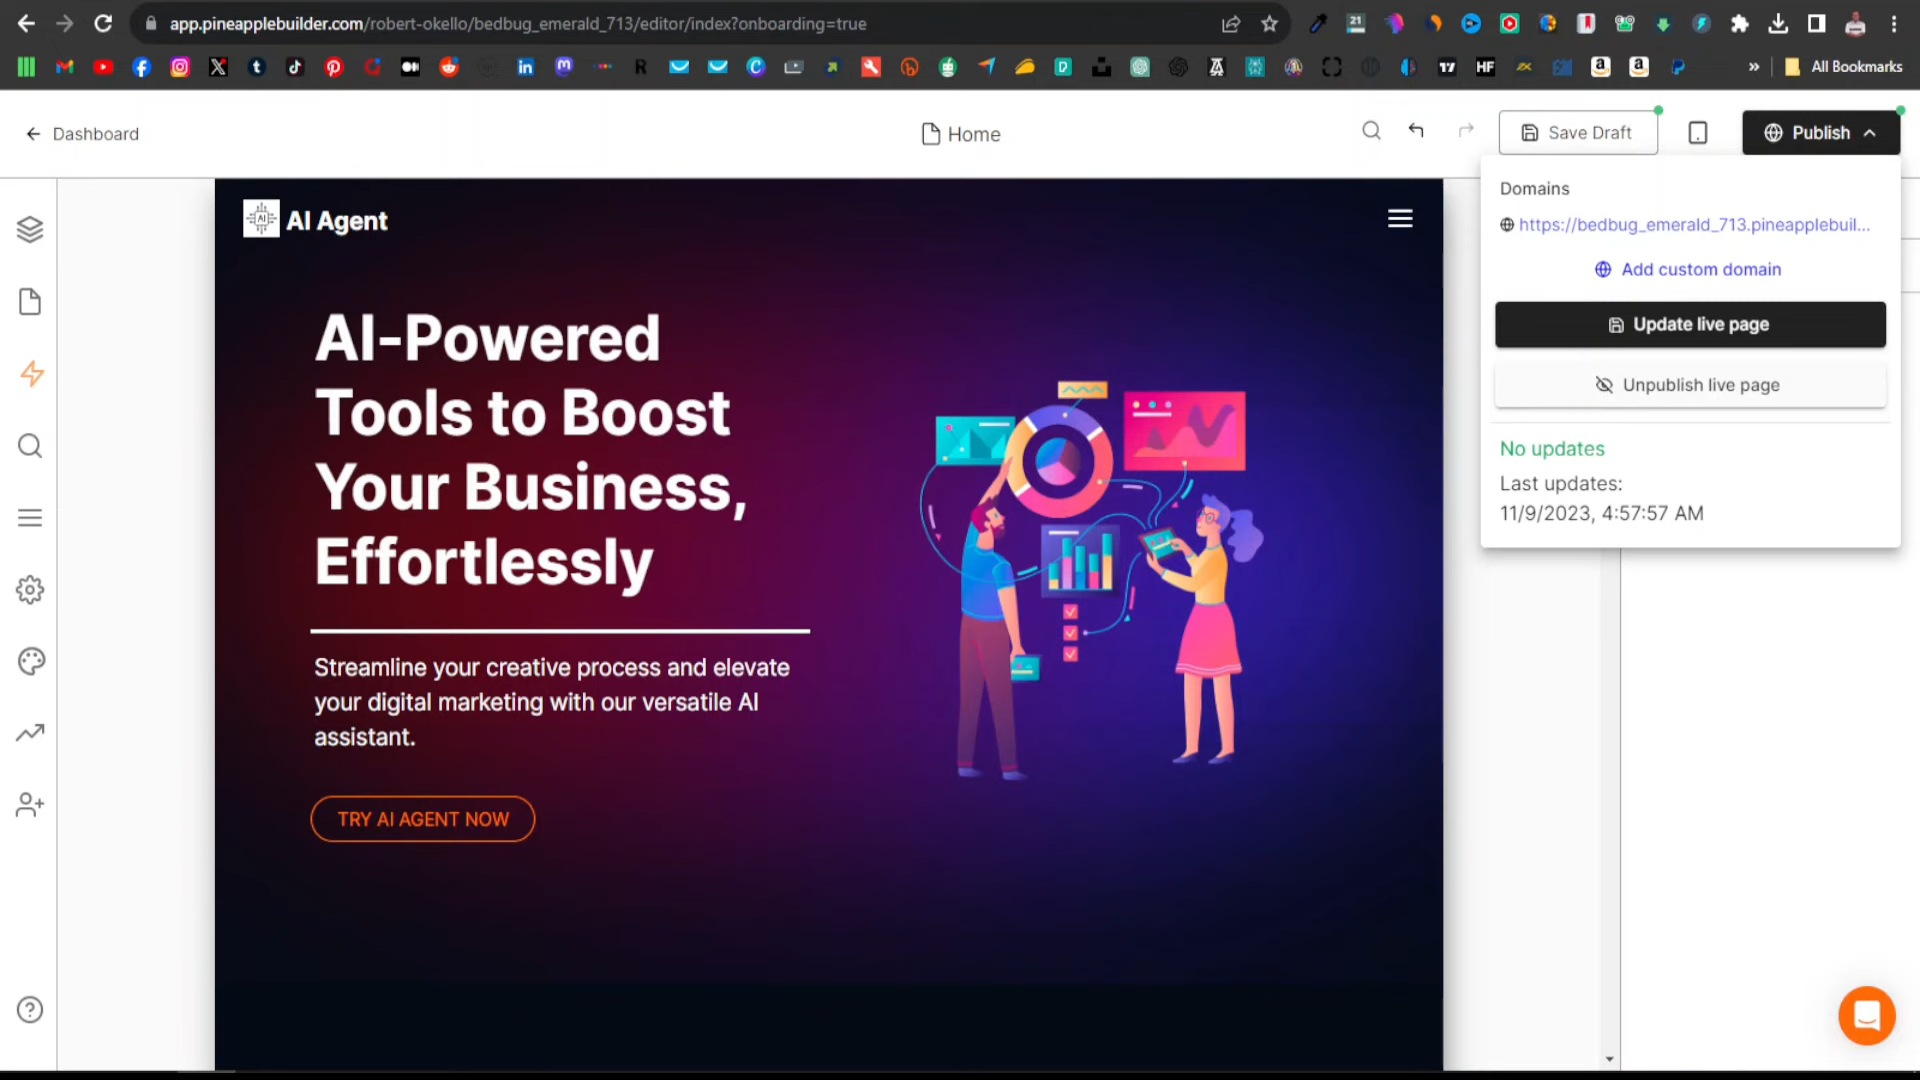 app.pineapplebuilder.com/robert-okello/bedbug_emerald_713/editor/index?onboarding=true
21
All Bookmarks
Dashboard
Home
Save Draft
Publish
AI
AI Agent
AI-Powered
Tools to Boost
Your Business,
Effortlessly
Streamline your creative process and elevate
your digital marketing with our versatile AI
assistant.
TRY AI AGENT NOW
Domains
https://bedbug_emerald_713.pineapplebuil...
Add custom domain
Update live page
Unpublish live page
No updates
Last updates:
11/9/2023, 4:57:57 AM